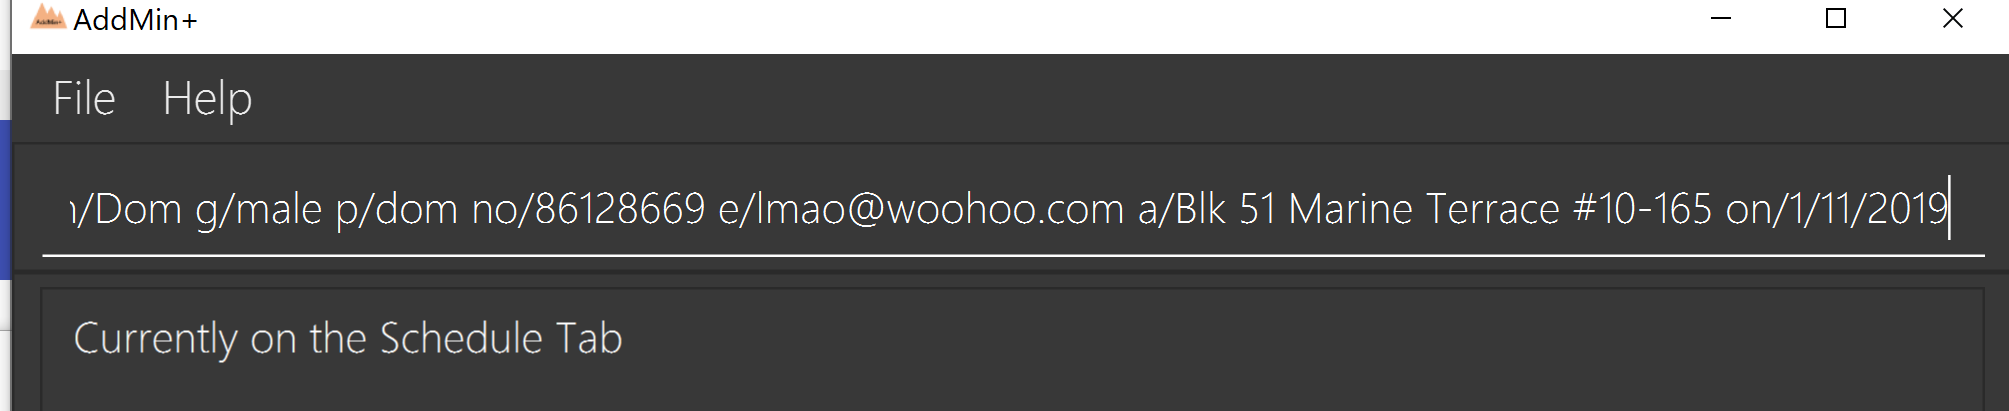 AddMin+
File Help
/Dom g/male p/dom no/86128669 e/lmao@woohoo.com a/Blk 51 Marine Terrace #10-165 on/1/11/2019
Currently on the Schedule Tab